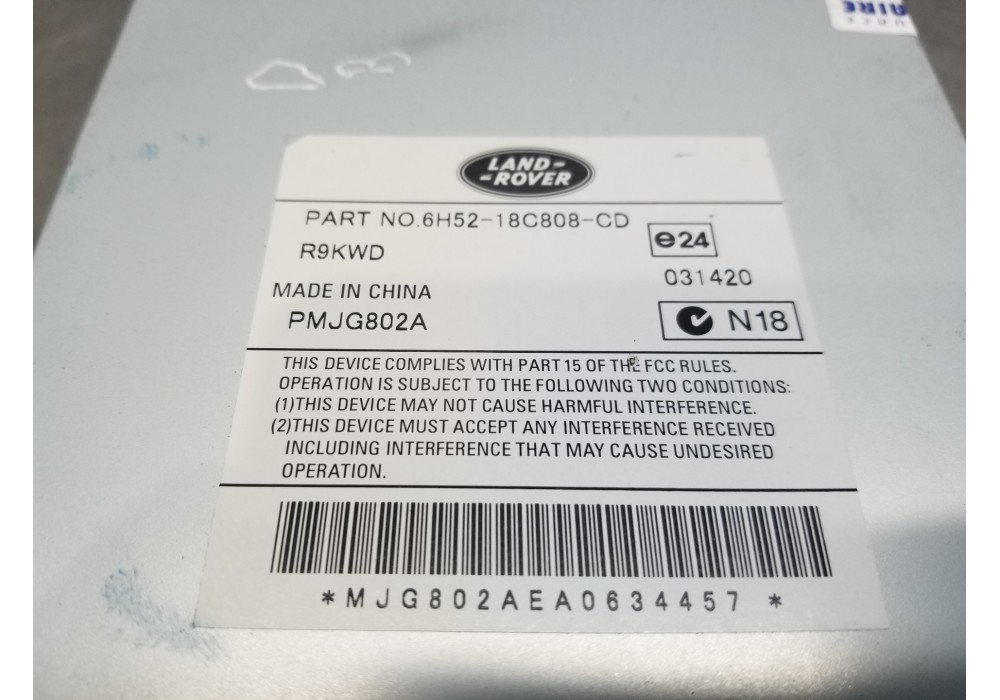 AIRE
LAND-
-ROVER
PART NO.6H52-18C808-CD
R9KWD
e24
031420
MADE IN CHINA
PMJG802A
N18
THIS DEVICE COMPLIES WITH PART 15 OF THE FCC RULES.
OPERATION IS SUBJECT TO THE FOLLOWING TWO CONDITIONS:
(1)THIS DEVICE MAY NOT CAUSE HARMFUL INTERFERENCE.
(2)THIS DEVICE MUST ACCEPT ANY INTERFERENCE RECEIVED
INCLUDING INTERFERENCE THAT MAY CAUSE UNDESIRED
OPERATION.
*MJG802AEA0634457 *